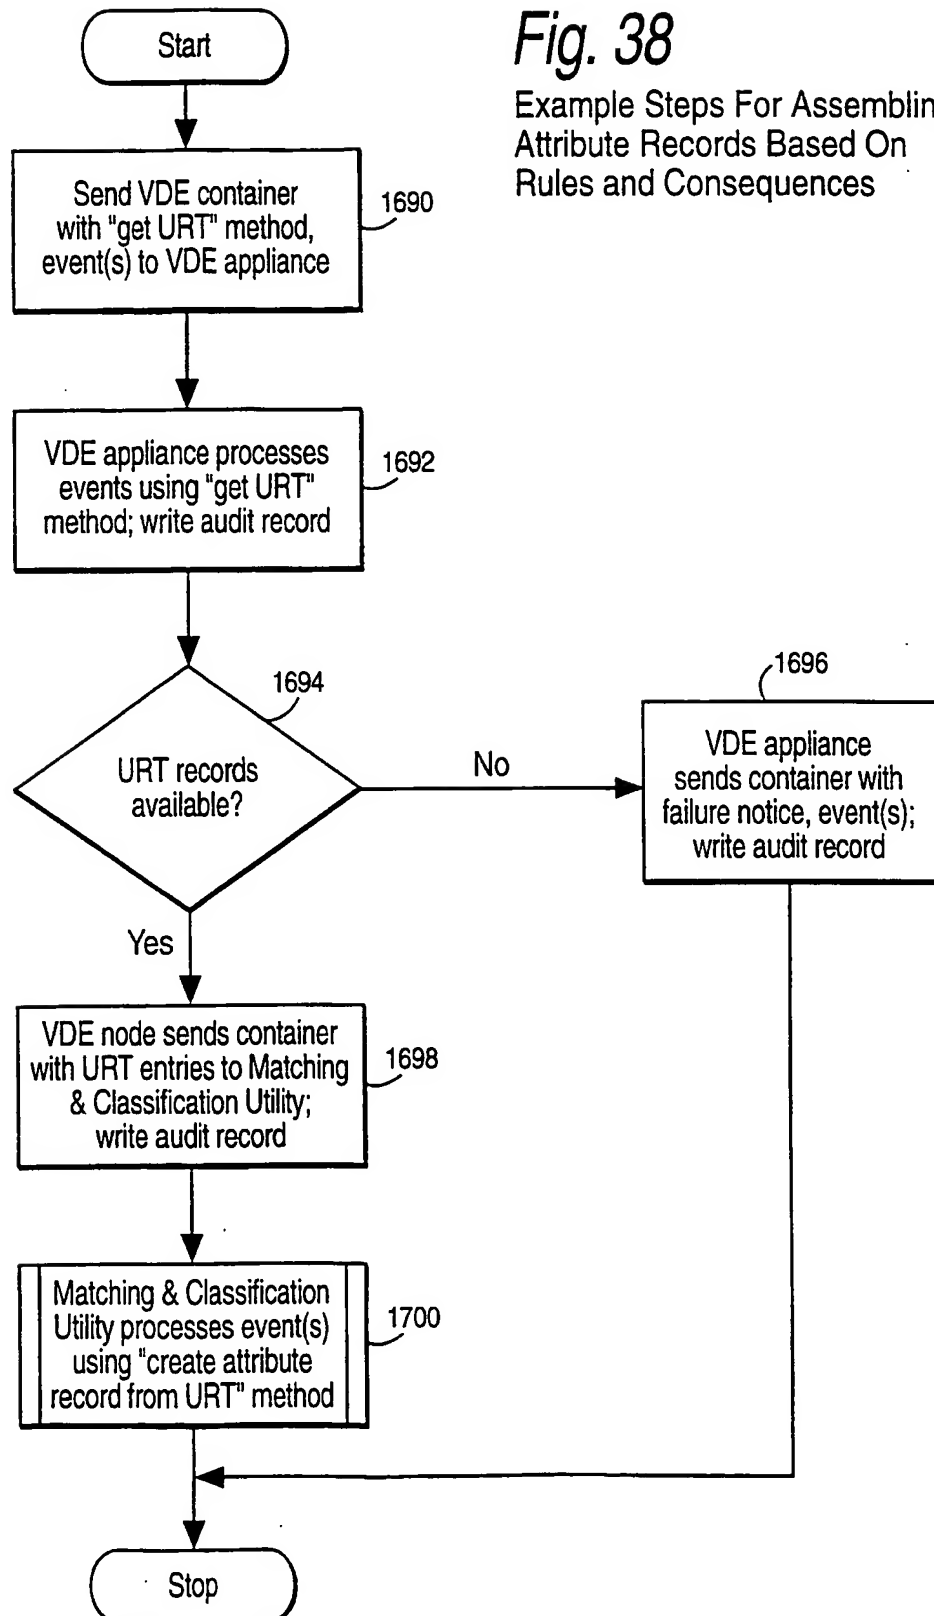 Fig. 38
Example Steps For Assemblin
Attribute Records Based On
Rules and Consequences
Start
Send VDE container
with "get URT" method,
event(s) to VDE appliance
1690
VDE appliance processes
events using "get URT"
method; write audit record
1692
URT records
available?
1694
No
1696
VDE appliance
sends container with
failure notice, event(s);
write audit record
Yes
VDE node sends container
with URT entries to Matching
& Classification Utility;
write audit record
1698
Matching & Classification
Utility processes event(s)
using "create attribute
record from URT" method
1700
Stop